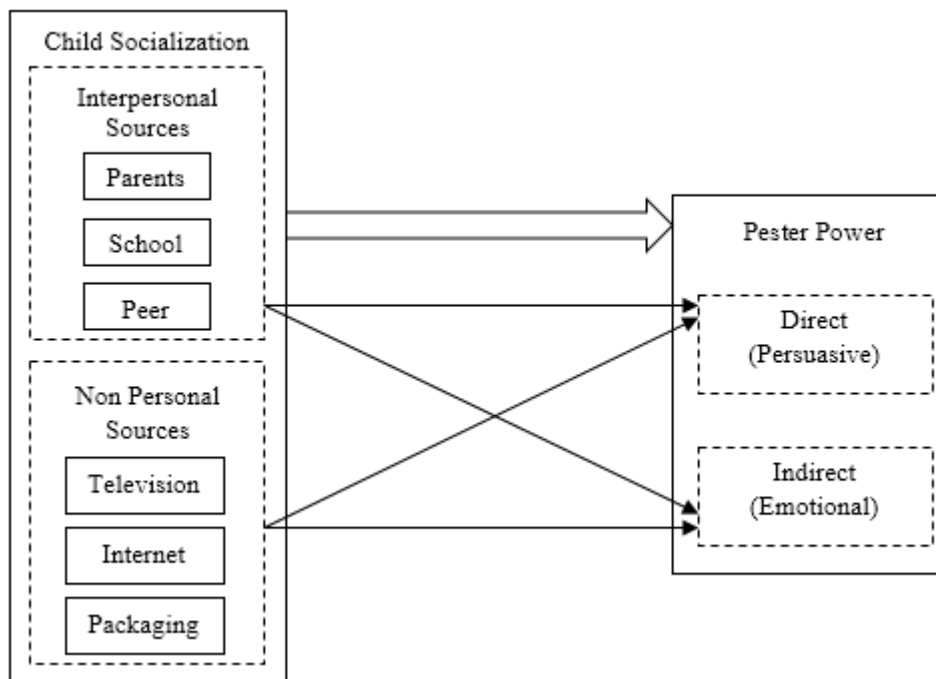 Child Socialization
Interpersonal
Sources
Parents
School
Peer
Non Personal
Sources
Television
Internet
Packaging
Pester Power
Direct
(Persuasive)
Indirect
(Emotional)